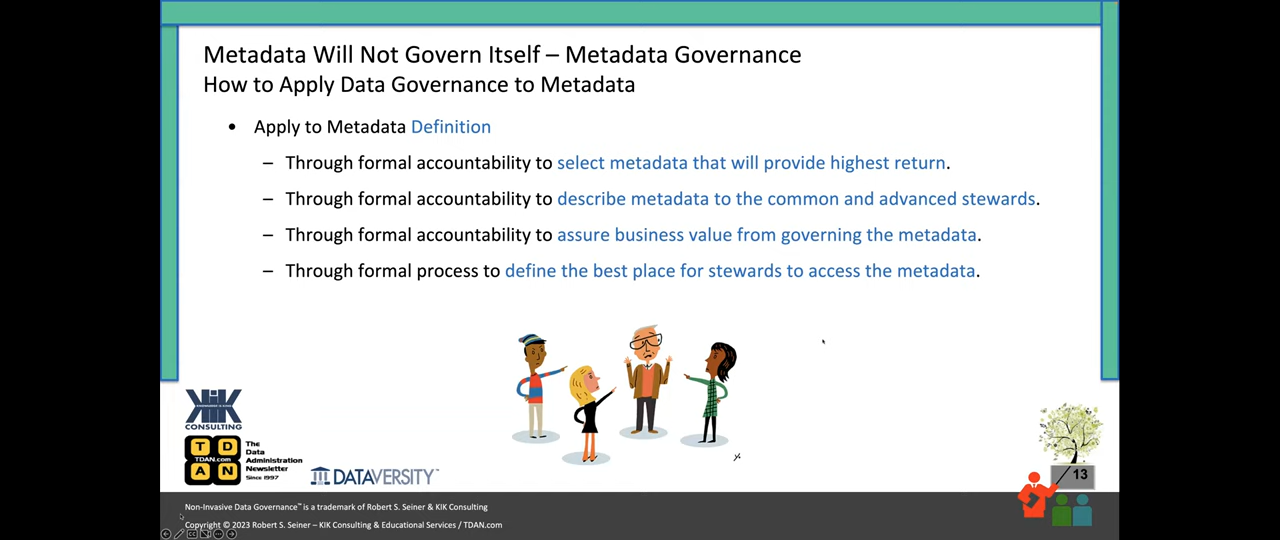 Metadata Will Not Govern Itself – Metadata Governance
How to Apply Data Governance to Metadata
• Apply to Metadata Definition
– Through formal accountability to select metadata that will provide highest return.
– Through formal accountability to describe metadata to the common and advanced stewards.
– Through formal accountability to assure business value from governing the metadata.
– Through formal process to define the best place for stewards to access the metadata.
KIK
CONSULTING
T D
TDAN.com
A N
The
Data
Administration
Newsletter
Since 1997
DATAVERSITY™
13
Non-Invasive Data Governance™ is a trademark of Robert S. Seiner & KIK Consulting
Copyright © 2023 Robert S. Seiner – KIK Consulting & Educational Services / TDAN.com